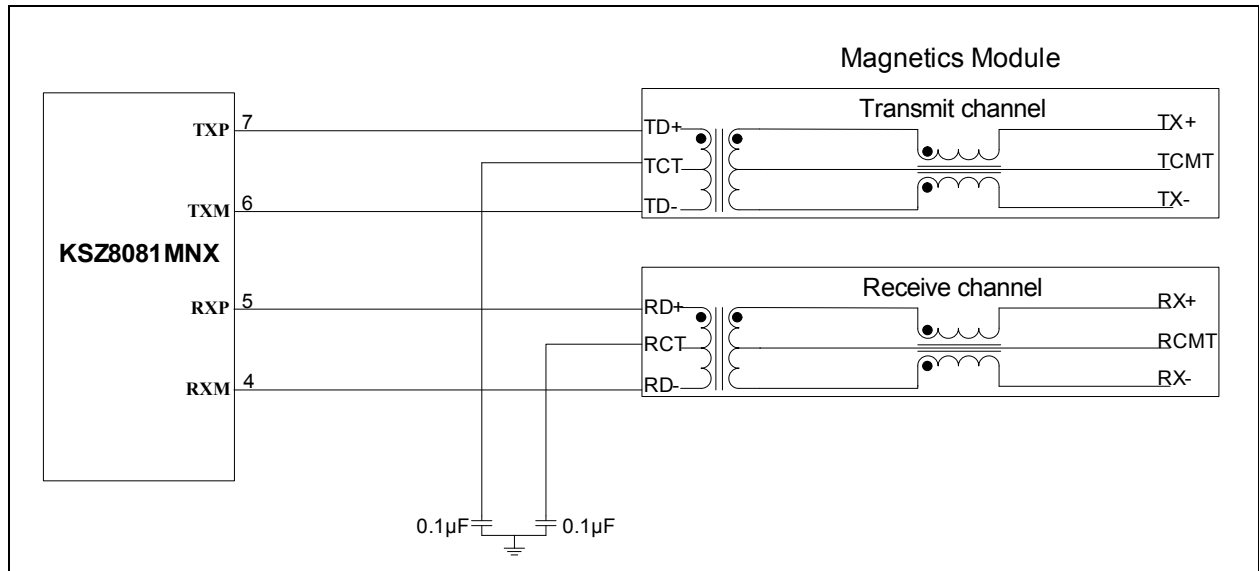 Magnetics Module
Transmit channel
TXP 7
TD+
TX+
TCT
TCMT
TXM 6
TD-
TX-
KSZ8081MNX
Receive channel
RXP 5
RD+
RX+
RCT
RCMT
RXM 4
RD-
RX-
0.1µF
0.1µF